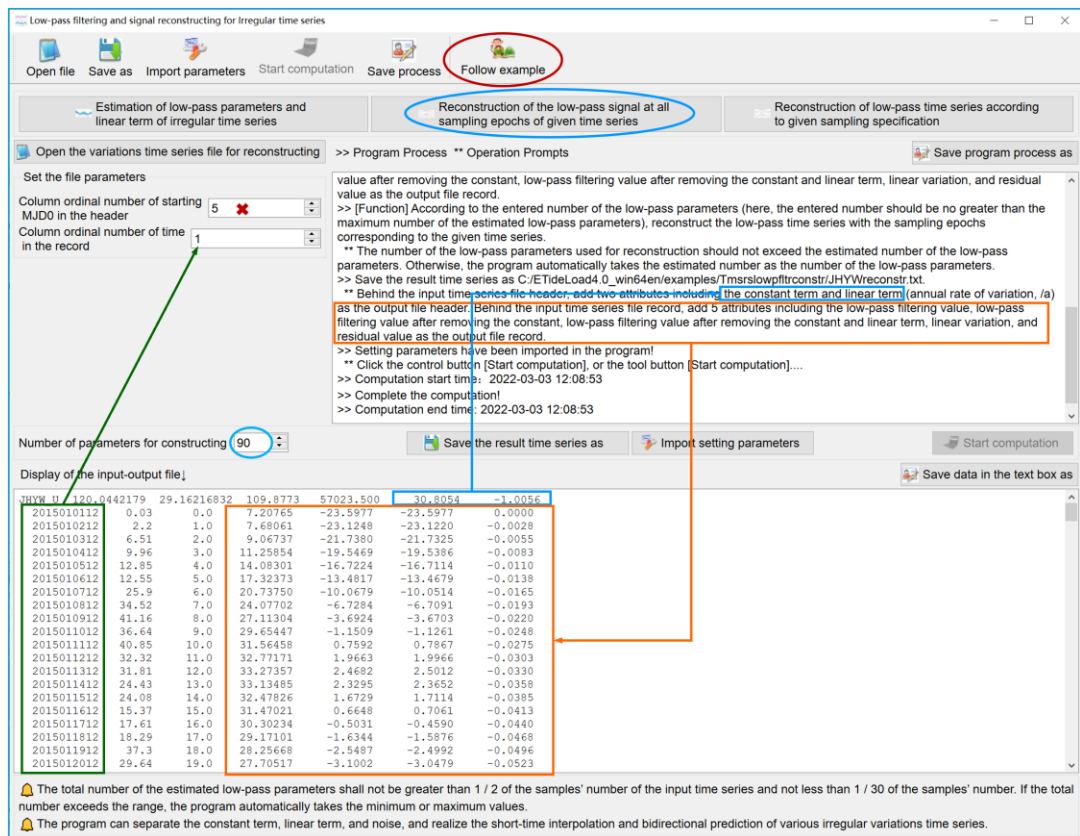 Low-pass filtering and signal reconstructing for Irregular time series
Open file Save as Import parameters Start computation Save process Follow example
Estimation of low-pass parameters and
linear term of irregular time series
Reconstruction of the low-pass signal at all
sampling epochs of given time series
Reconstruction of low-pass time series according
to given sampling specification
Open the variations time series file for reconstructing
>> Program Process ** Operation Prompts
Save program process as
Set the file parameters
Column ordinal number of starting
MJD0 in the header
5
Column ordinal number of time
in the record
1
value after removing the constant, low-pass filtering value after removing the constant and linear term, linear variation, and residual
value as the output file record.
>> [Function] According to the entered number of the low-pass parameters (here, the entered number should be no greater than the
maximum number of the estimated low-pass parameters), reconstruct the low-pass time series with the sampling epochs
corresponding to the given time series.
** The number of the low-pass parameters used for reconstruction should not exceed the estimated number of the low-pass
parameters. Otherwise, the program automatically takes the estimated number as the number of the low-pass parameters.
>> Save the result time series as C:/ETideLoad4.0_win64en/examples/Tmsrslowpfltrconstr/JHYWreconstr.txt.
** Behind the input time series file header, add two attributes including the constant term and linear term (annual rate of variation, /a)
as the output file header. Behind the input time series file record, add 5 attributes including the low-pass filtering value, low-pass
filtering value after removing the constant, low-pass filtering value after removing the constant and linear term, linear variation, and
residual value as the output file record.
>> Setting parameters have been imported in the program!
** Click the control button [Start computation], or the tool button [Start computation]....
>> Computation start time: 2022-03-03 12:08:53
>> Complete the computation!
>> Computation end time: 2022-03-03 12:08:53
Number of parameters for constructing 90
Save the result time series as
Import setting parameters
Start computation
Display of the input-output file↓
Save data in the text box as
JHYW U 120.0442179 29.16216832 109.8773 57023.500 30.8054 -1.0056
2015010112 0.03 0.0 7.20765 -23.5977 -23.5977 0.0000
2015010212 2.2 1.0 7.68061 -23.1248 -23.1220 -0.0028
2015010312 6.51 2.0 9.06737 -21.7380 -21.7325 -0.0055
2015010412 9.96 3.0 11.25854 -19.5469 -19.5386 -0.0083
2015010512 12.85 4.0 14.08301 -16.7224 -16.7114 -0.0110
2015010612 12.55 5.0 17.32373 -13.4817 -13.4679 -0.0138
2015010712 25.9 6.0 20.73750 -10.0679 -10.0514 -0.0165
2015010812 34.52 7.0 24.07702 -6.7284 -6.7091 -0.0193
2015010912 41.16 8.0 27.11304 -3.6924 -3.6703 -0.0220
2015011012 36.64 9.0 29.65447 -1.1509 -1.1261 -0.0248
2015011112 40.85 10.0 31.56458 0.7592 0.7867 -0.0275
2015011212 32.32 11.0 32.77171 1.9663 1.9966 -0.0303
2015011312 31.81 12.0 33.27357 2.4682 2.5012 -0.0330
2015011412 24.43 13.0 33.13485 2.3295 2.3652 -0.0358
2015011512 24.08 14.0 32.47826 1.6729 1.7114 -0.0385
2015011612 15.37 15.0 31.47021 0.6648 0.7061 -0.0413
2015011712 17.61 16.0 30.30234 -0.5031 -0.4590 -0.0440
2015011812 18.29 17.0 29.17101 -1.6344 -1.5876 -0.0468
2015011912 37.3 18.0 28.25668 -2.5487 -2.4992 -0.0496
2015012012 29.64 19.0 27.70517 -3.1002 -3.0479 -0.0523
The total number of the estimated low-pass parameters shall not be greater than 1 / 2 of the samples' number of the input time series and not less than 1 / 30 of the samples' number. If the total
number exceeds the range, the program automatically takes the minimum or maximum values.
The program can separate the constant term, linear term, and noise, and realize the short-time interpolation and bidirectional prediction of various irregular variations time series.